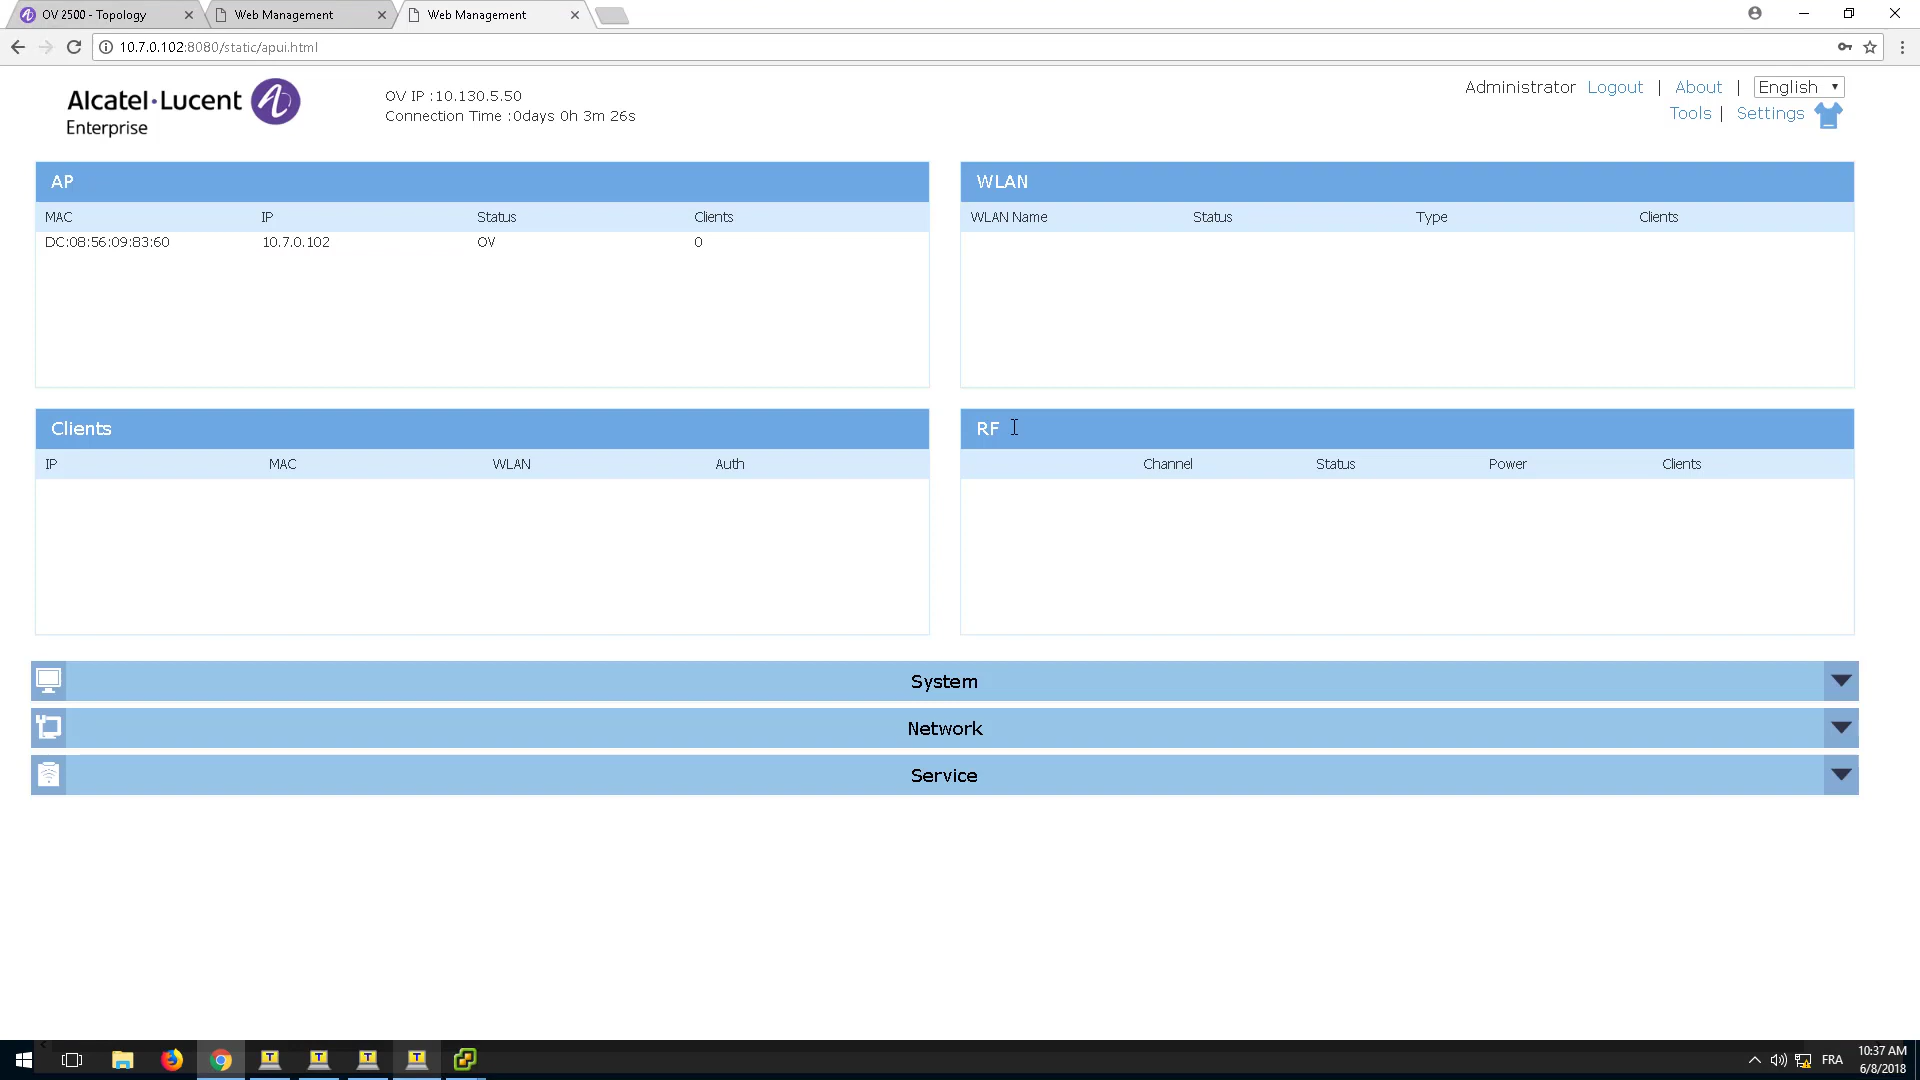 OV 2500 - Topology
Web Management
Web Management
10.7.0.102:8080/static/apui.html
Alcatel·Lucent
Enterprise
OV IP :10.130.5.50
Connection Time :0days 0h 3m 26s
Administrator Logout | About | English
Tools | Settings
AP
MAC IP Status Clients
DC:08:56:09:83:60 10.7.0.102 OV 0
WLAN
WLAN Name Status Type Clients
Clients
IP MAC WLAN Auth
RF
Channel Status Power Clients
System
Network
Service
FRA
10:37 AM
6/8/2018